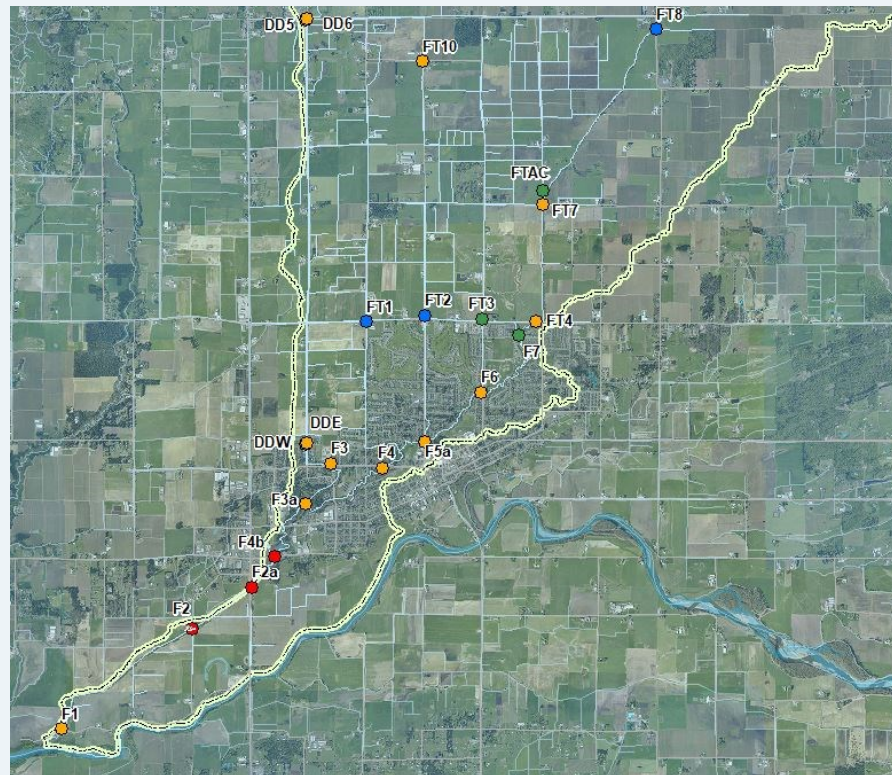 DD5 DD6 FT8
FT10
FTAC
FT7
FT1 FT2 FT3 FT4
F7
F6
DDE
DDW F3 F4 F5a
F3a
F4b
F2a
F2
F1